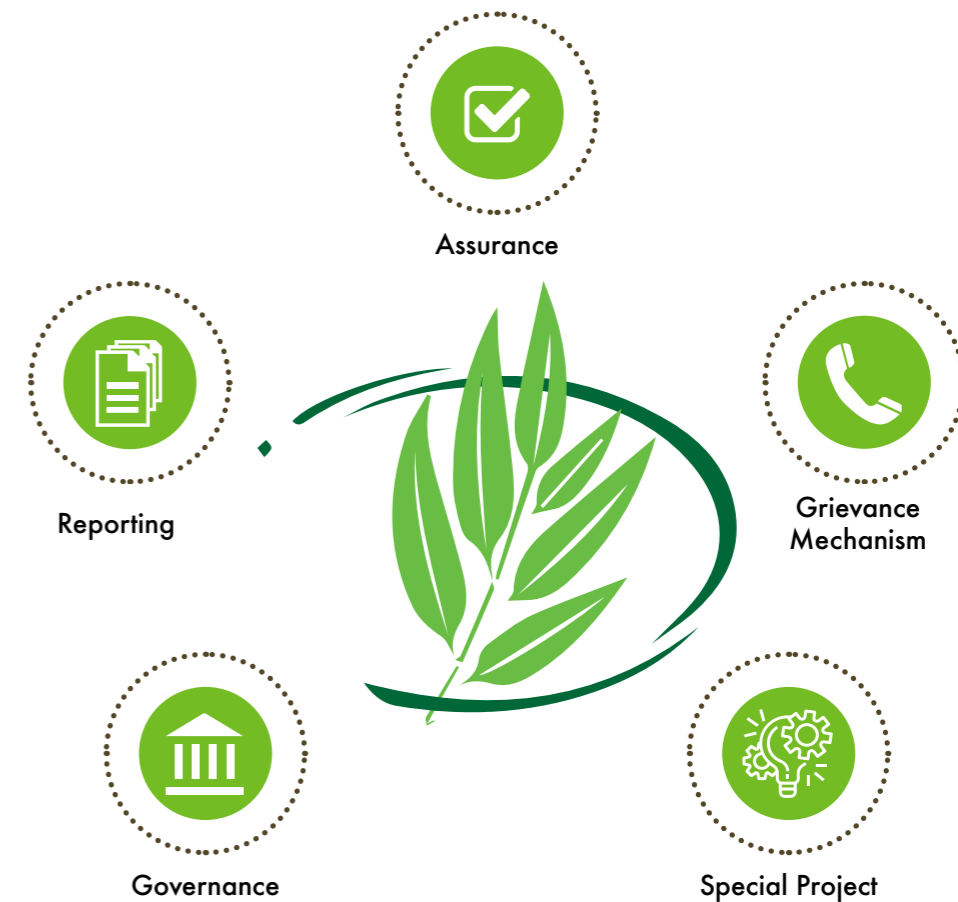 Assurance
Reporting
Grievance
Mechanism
Governance
Special Project